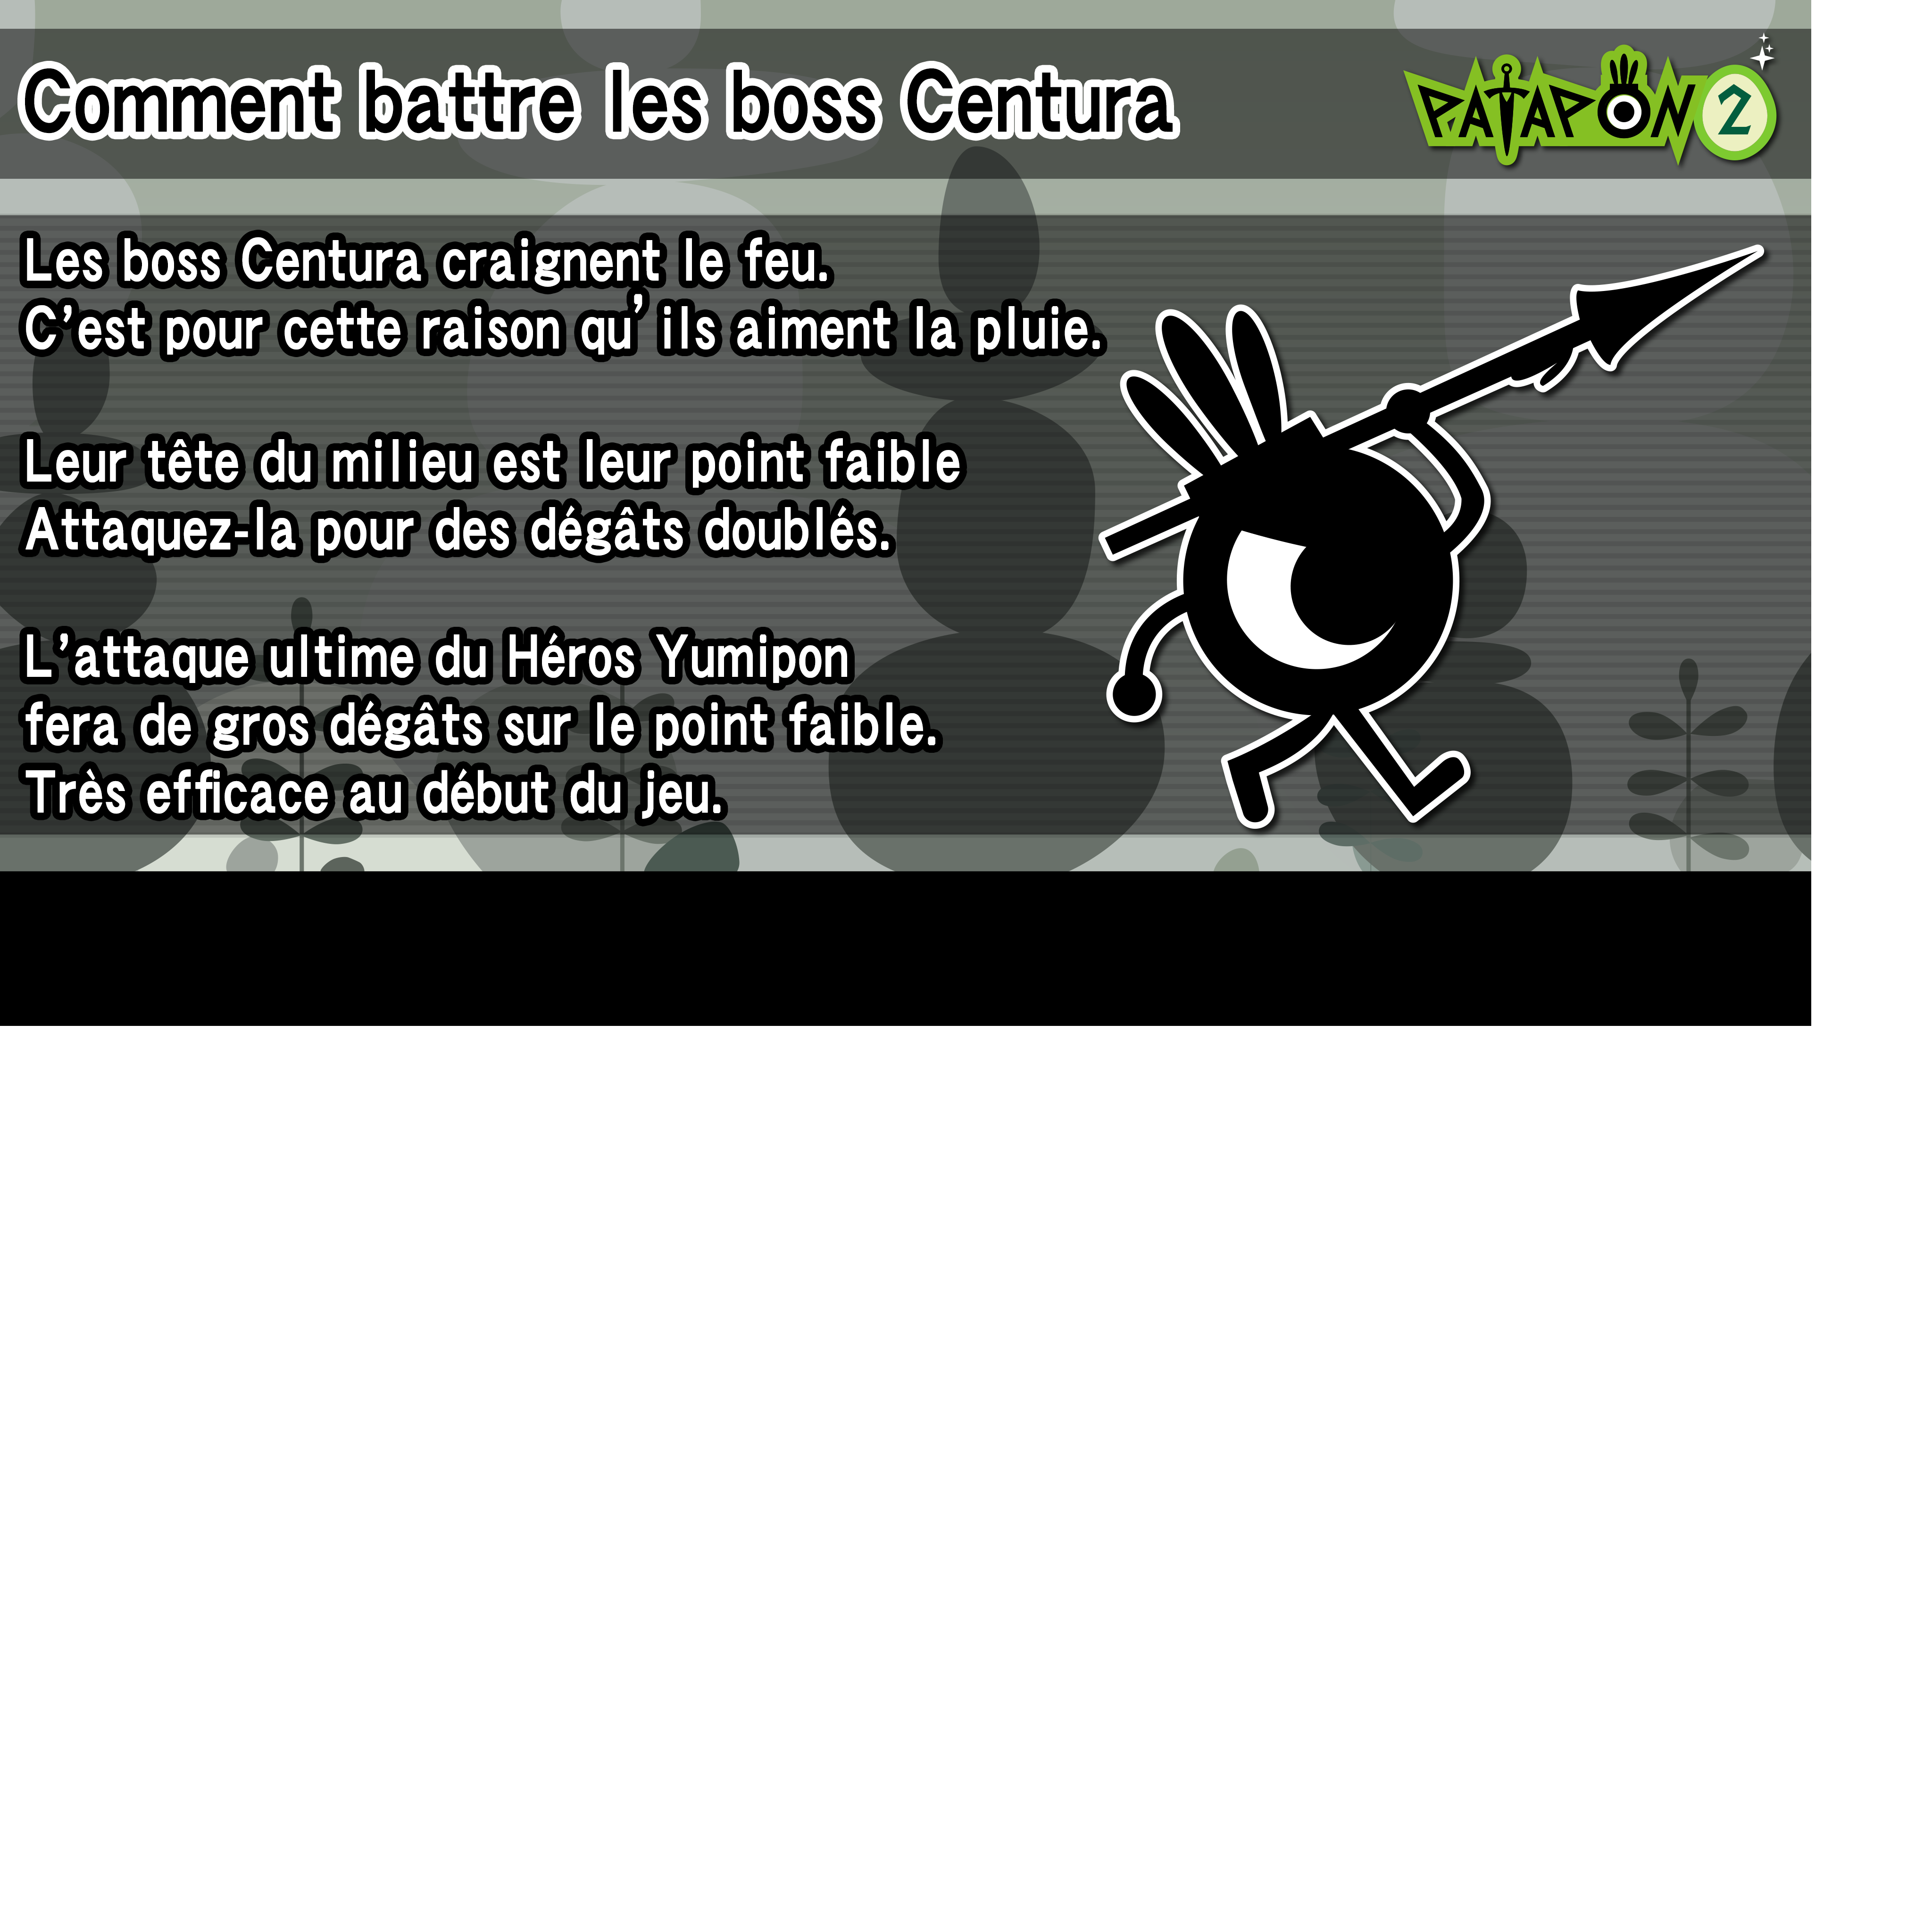 Comment battre les boss Centura
PATAPON 2
Les boss Centura craignent le feu.
C'est pour cette raison qu'ils aiment la pluie.
Leur tête du milieu est leur point faible
Attaquez-la pour des dégâts doublés.
L'attaque ultime du Héros Yumipon
fera de gros dégâts sur le point faible.
Très efficace au début du jeu.